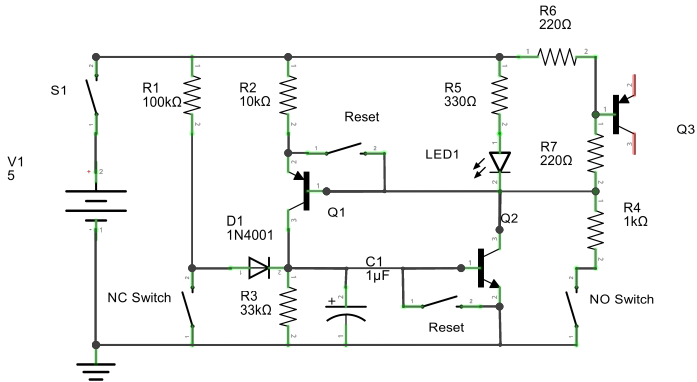 R6
220Ω
S1
R1
100kΩ
R2
10kΩ
R5
330Ω
Reset
Q3
V1
5
LED1
R7
220Ω
Q1
Q2
R4
1kΩ
D1
1N4001
C1
1µF
NC Switch
R3
33kΩ
+
Reset
NO Switch